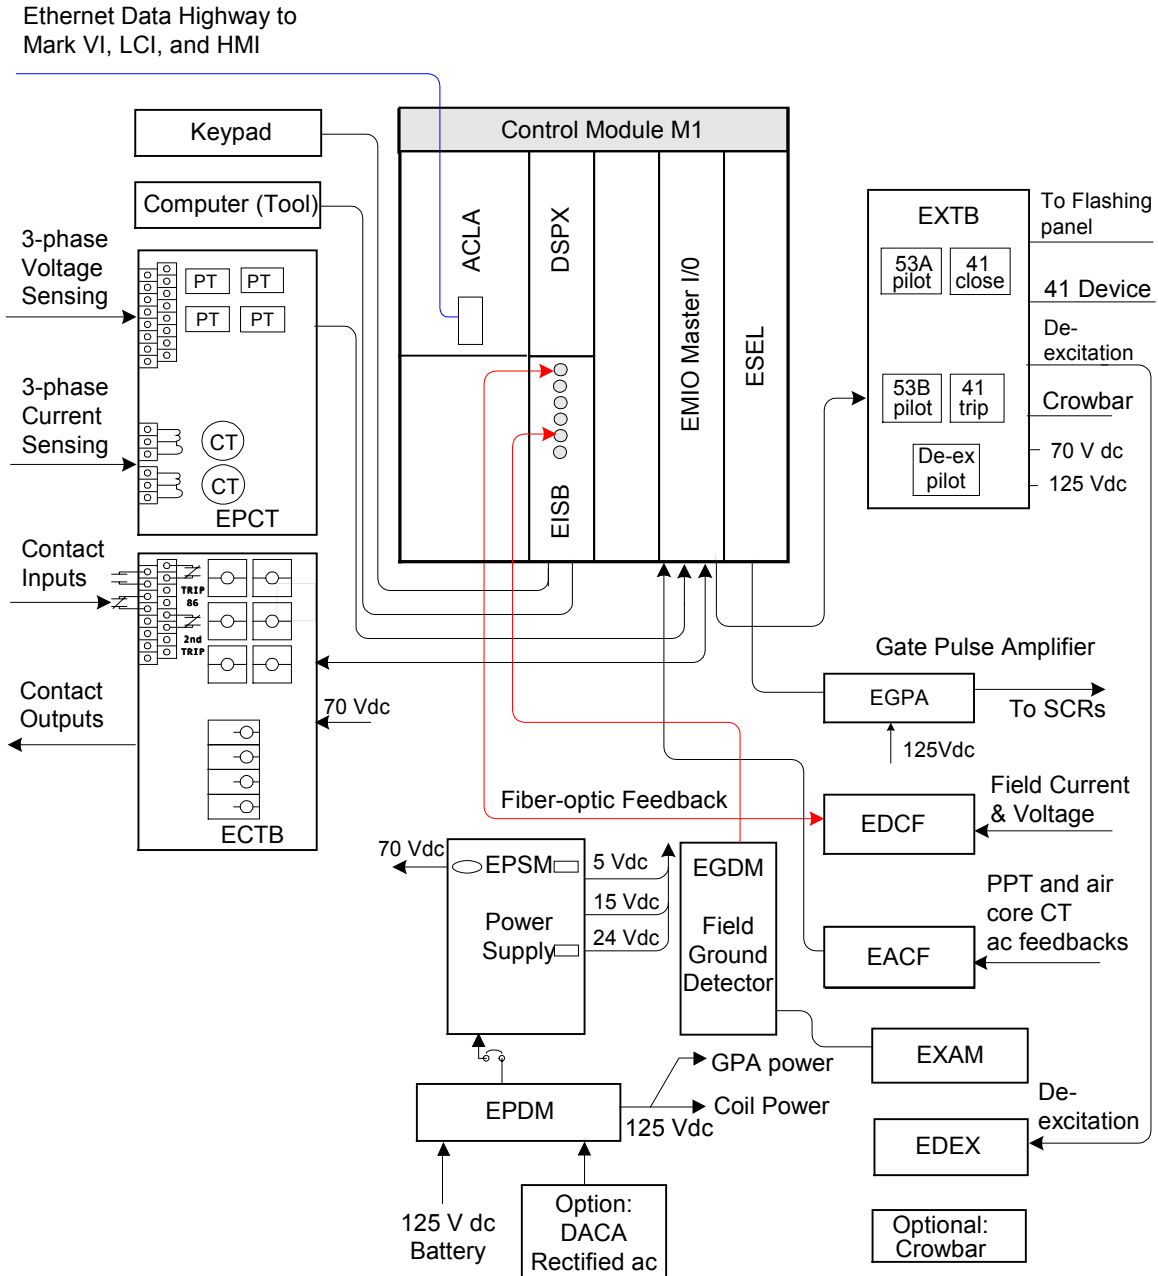 Ethernet Data Highway to
Mark VI, LCI, and HMI
Keypad
Computer (Tool)
3-phase
Voltage
Sensing
PT
PT
PT
PT
3-phase
Current
Sensing
CT
CT
EPCT
Contact
Inputs
TRIP
86
2nd
TRIP
Contact
Outputs
70 Vdc
ECTB
Control Module M1
ACLA
DSPX
EISB
EMIO Master I/0
ESEL
EXTB
53A
pilot
41
close
53B
pilot
41
trip
De-ex
pilot
To Flashing
panel
41 Device
De-
excitation
Crowbar
70 V dc
125 Vdc
Gate Pulse Amplifier
EGPA
To SCRs
125Vdc
Fiber-optic Feedback
EDCF
Field Current
& Voltage
PPT and air
core CT
ac feedbacks
EACF
70 Vdc
EPSM
Power
Supply
5 Vdc
15 Vdc
24 Vdc
EGDM
Field
Ground
Detector
EXAM
GPA power
Coil Power
EPDM
125 Vdc
De-
excitation
EDEX
125 V dc
Battery
Option:
DACA
Rectified ac
Optional:
Crowbar